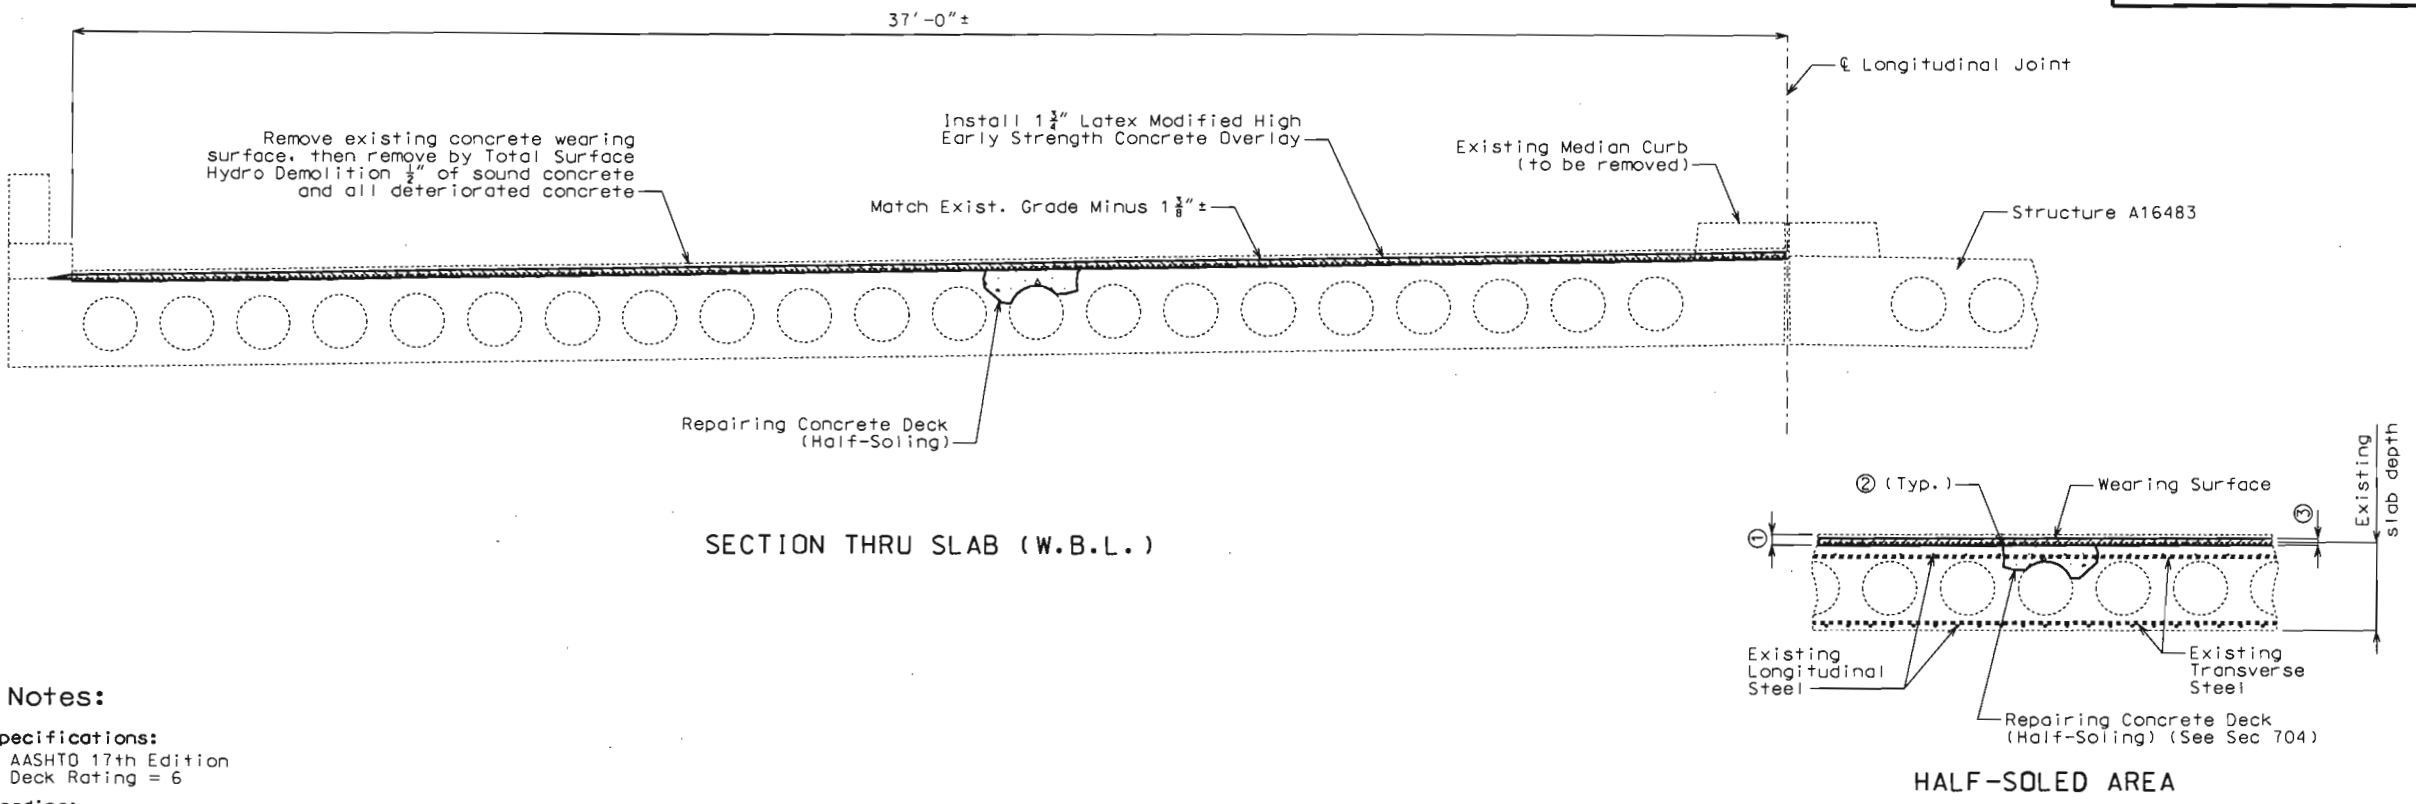 37'-0"±
℄ Longitudinal Joint
Remove existing concrete wearing
surface, then remove by Total Surface
Hydro Demolition ½" of sound concrete
and all deteriorated concrete
Install 1¾" Latex Modified High
Early Strength Concrete Overlay
Existing Median Curb
(to be removed)
Match Exist. Grade Minus 1⅜"±
Structure A16483
Repairing Concrete Deck
(Half-Soling)
SECTION THRU SLAB (W.B.L.)
② (Typ.)
Wearing Surface
①
③
Existing
slab depth
Existing
Longitudinal
Steel
Existing
Transverse
Steel
Repairing Concrete Deck
(Half-Soling) (See Sec 704)
HALF-SOLED AREA
Notes:
pecifications:
AASHTO 17th Edition
Deck Rating = 6